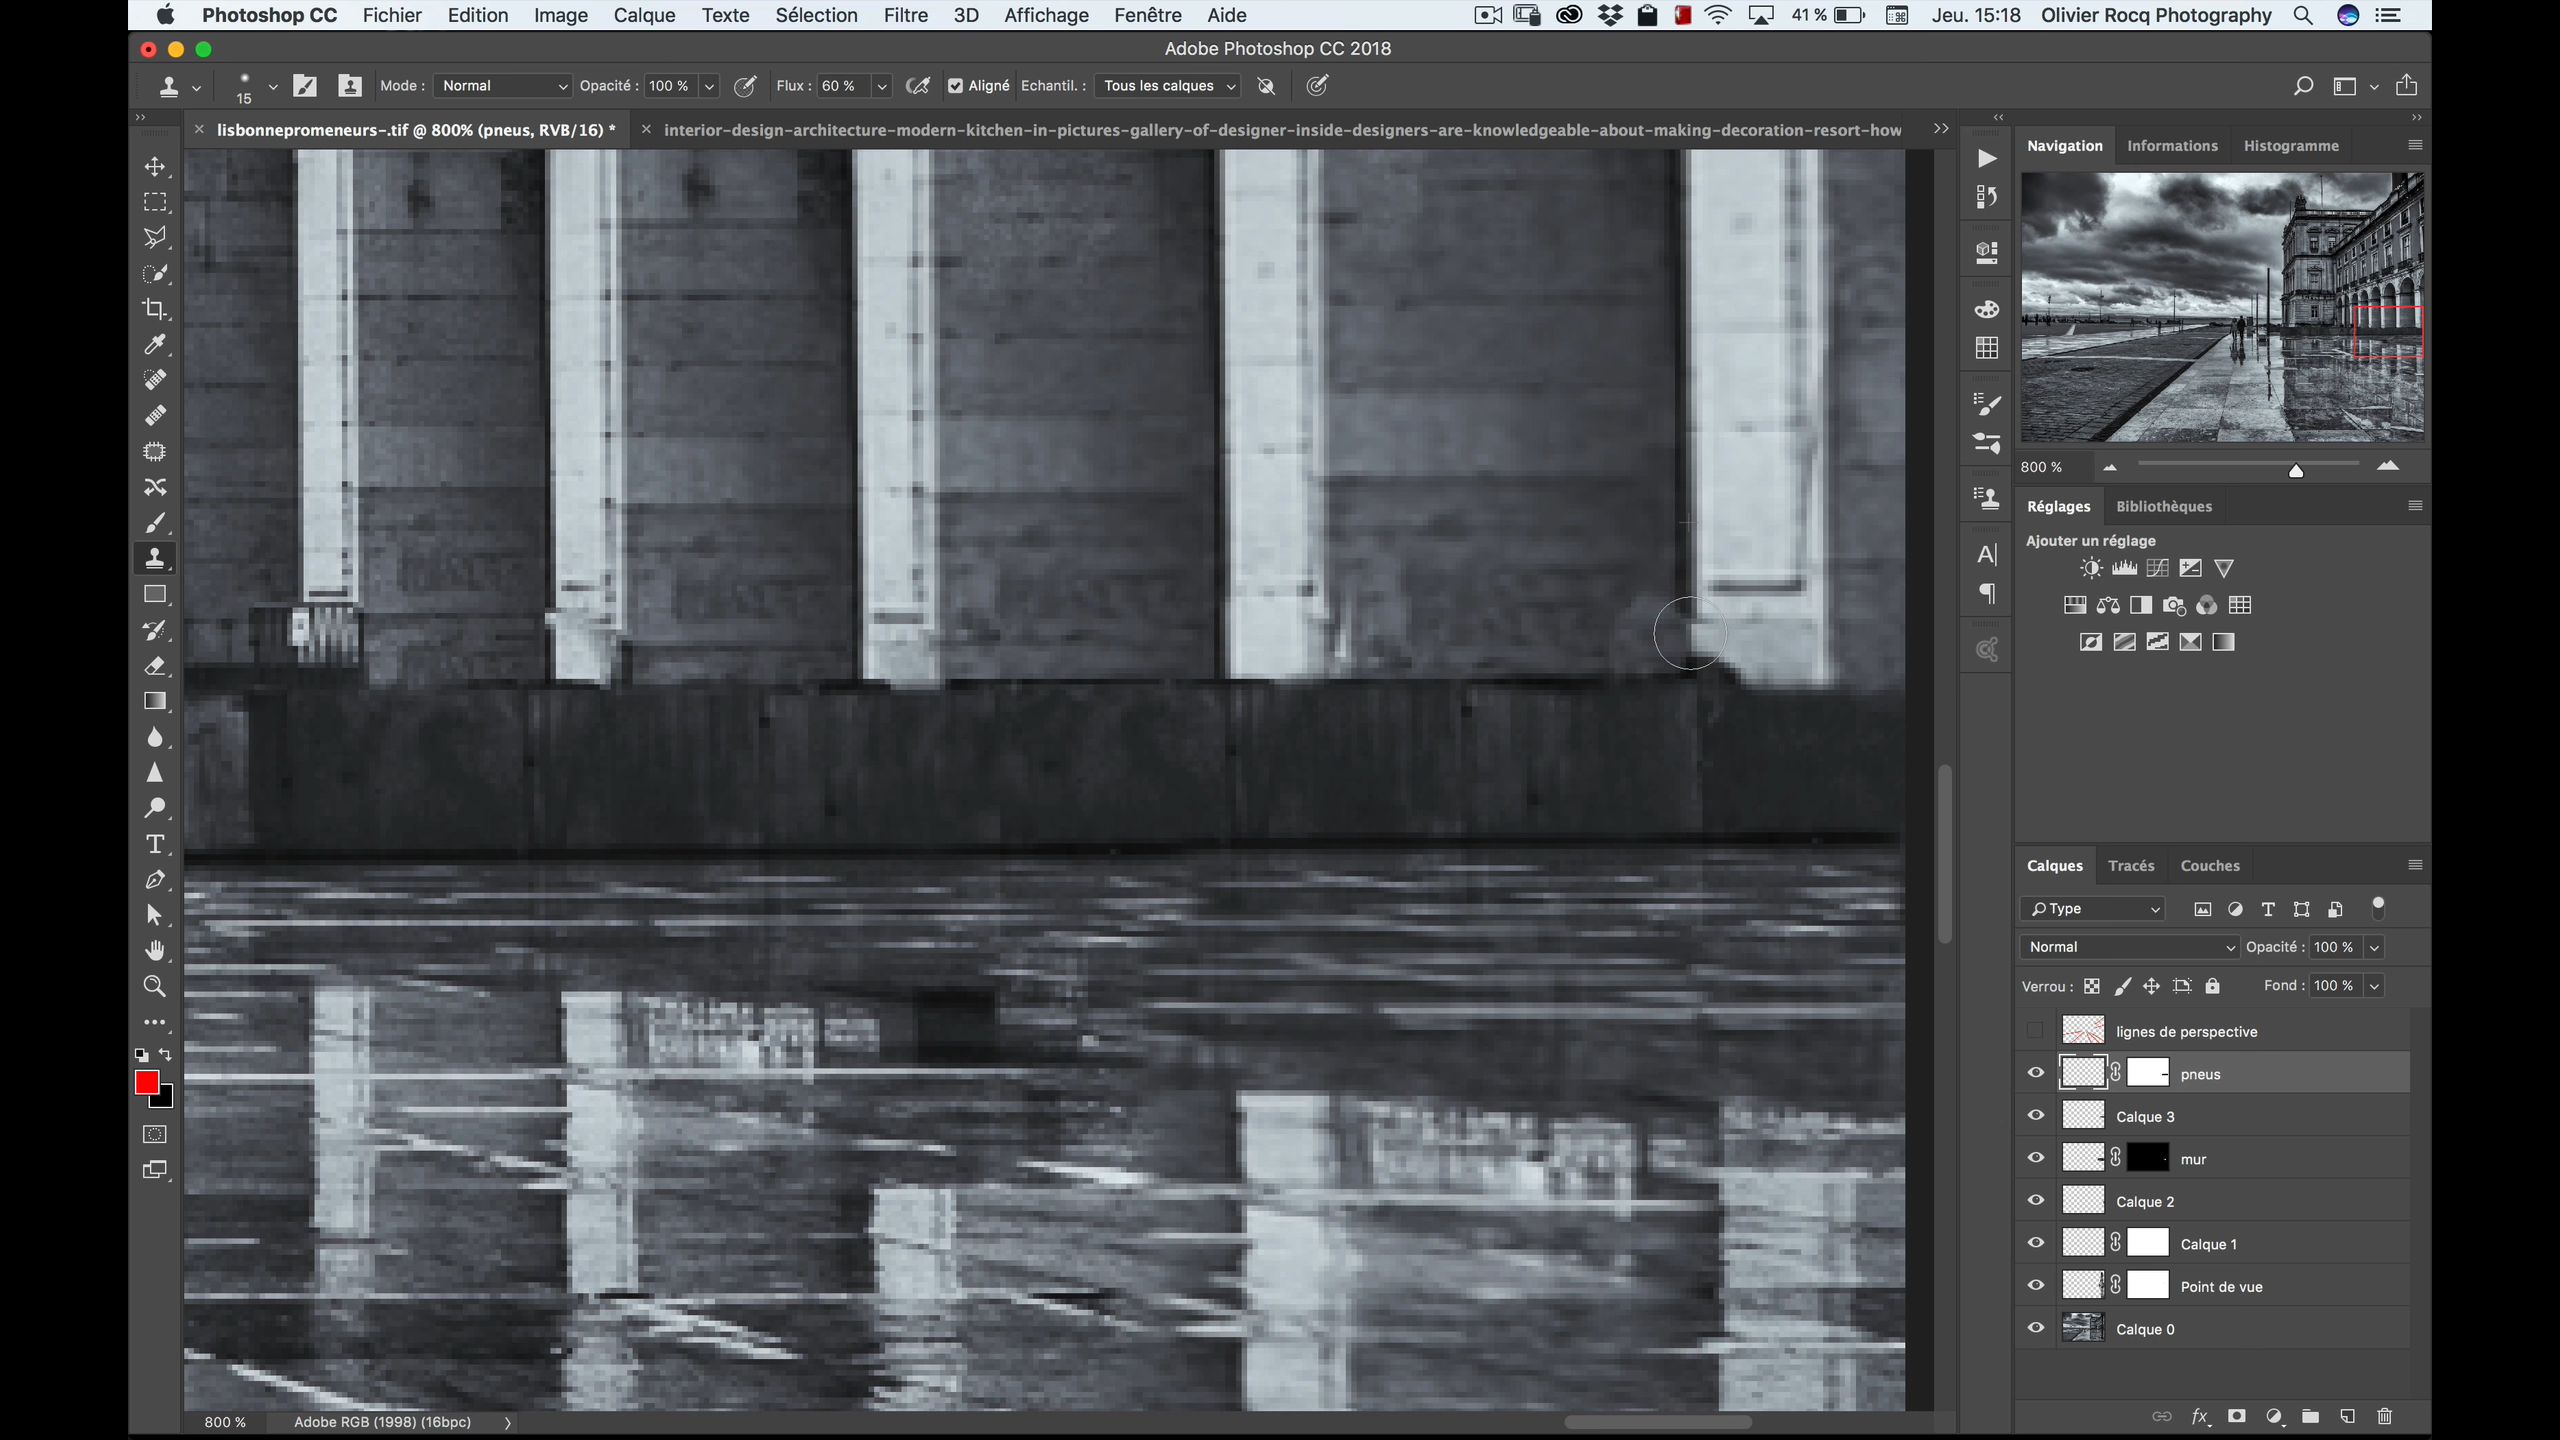 Photoshop CC Fichier Edition Image Calque Texte Sélection Filtre 3D Affichage Fenêtre Aide 41 % Jeu. 15:18 Olivier Rocq Photography
Adobe Photoshop CC 2018
15 Mode : Normal Opacité : 100 % Flux : 60 % Aligné Echantil. : Tous les calques
lisbonnepromeneurs-.tif @ 800% (pneus, RVB/16) * interior-design-architecture-modern-kitchen-in-pictures-gallery-of-designer-inside-designers-are-knowledgeable-about-making-decoration-resort-how
Navigation Informations Histogramme
800 %
Réglages Bibliothèques
Ajouter un réglage
Calques Tracés Couches
Type
Normal Opacité : 100 %
Verrou : Fond : 100 %
lignes de perspective
pneus
Calque 3
mur
Calque 2
Calque 1
Point de vue
Calque 0
800 % Adobe RGB (1998) (16bpc)